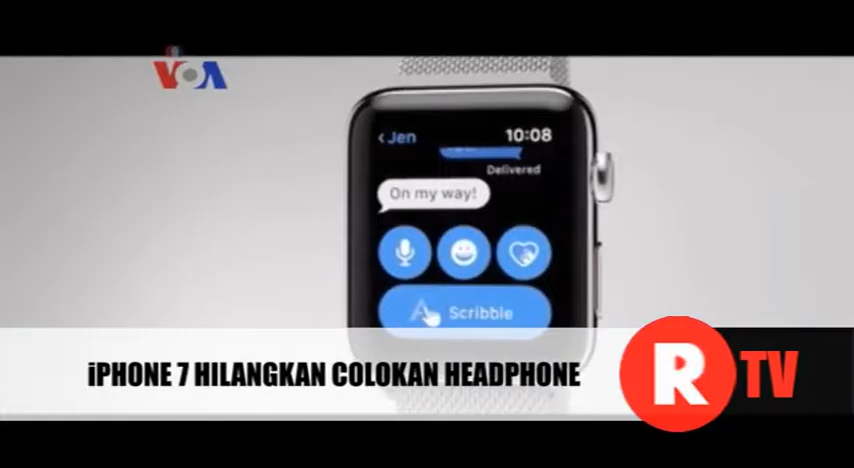 VOA
‹ Jen 10:08
Delivered
On my way!
Scribble
iPHONE 7 HILANGKAN COLOKAN HEADPHONE
R TV